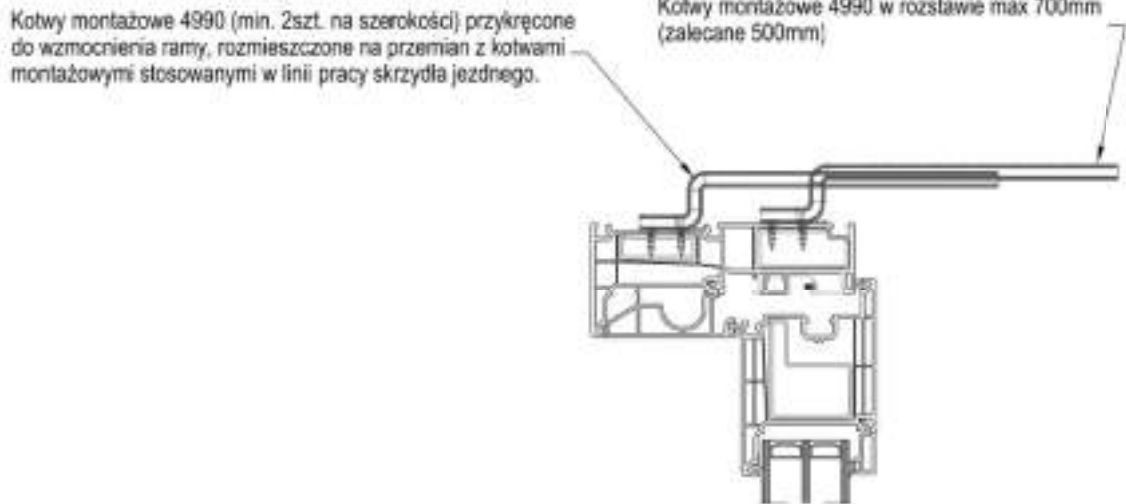 Kotwy montażowe 4990 (min. 2szt. na szerokości) przykręcone
do wzmocnienia ramy, rozmieszczone na przemian z kotwami
montażowymi stosowanymi w linii pracy skrzydła jezdnego.
Kotwy montażowe 4990 w rozstawie max 700mm
(zalecane 500mm)